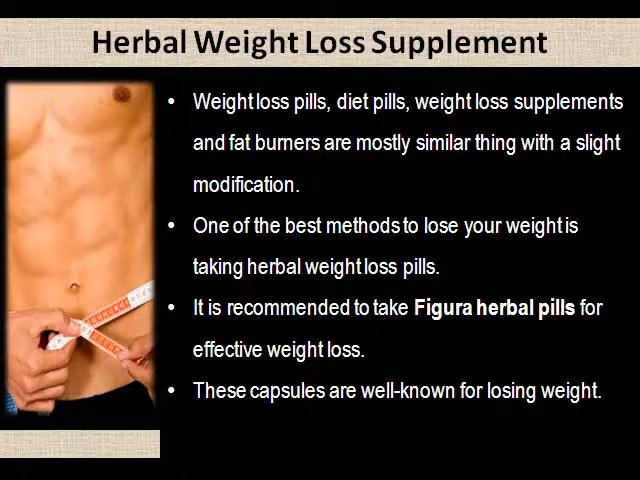 Herbal Weight Loss Supplement
• Weight loss pills, diet pills, weight loss supplements
and fat burners are mostly similar thing with a slight
modification.
• One of the best methods to lose your weight is
taking herbal weight loss pills.
• It is recommended to take Figura herbal pills for
effective weight loss.
• These capsules are well-known for losing weight.